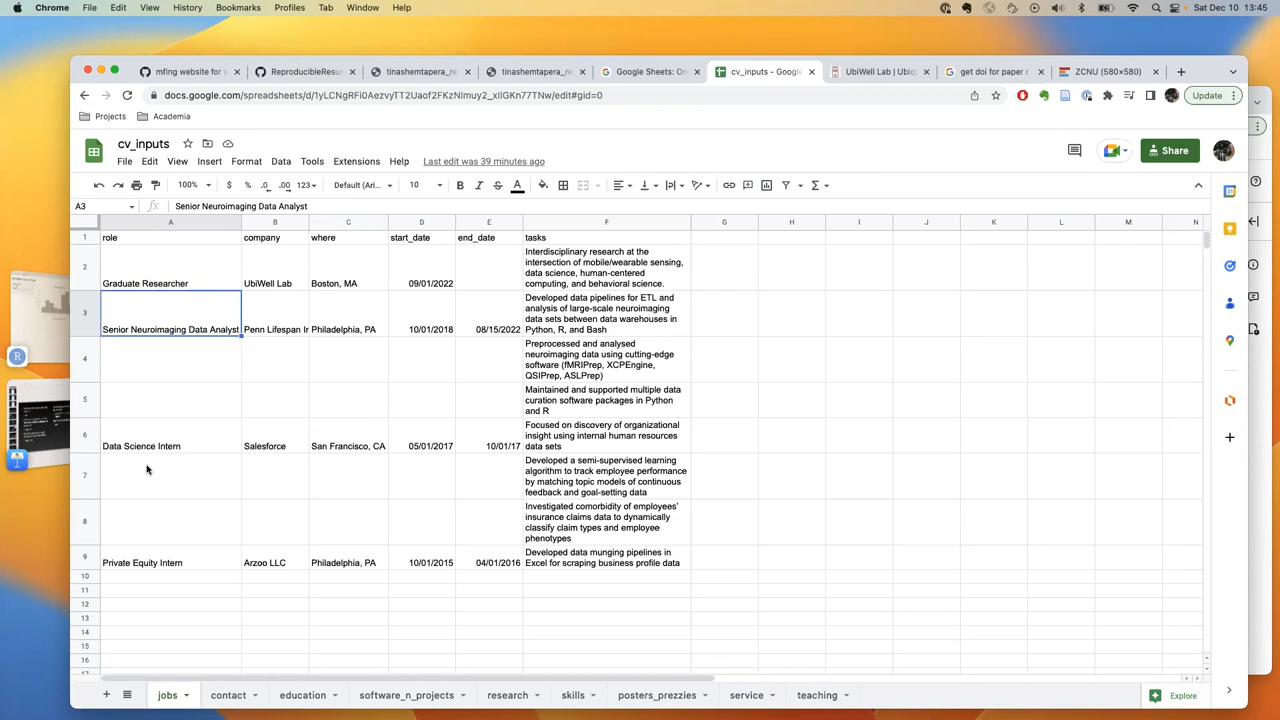 Chrome File Edit View History Bookmarks Profiles Tab Window Help Sat Dec 10 13:45
mfing website for ReproducibleResu tinashemtapera_re tinashemtapera_re Google Sheets: On cv_inputs - Google UbiWell Lab | Ubiq get doi for paper ZCNU (580×580)
docs.google.com/spreadsheets/d/1yLCNgRFi0AezvyTT2Uaof2FKzNlmuy2_xIlGKn77TNw/edit#gid=0 Update
Projects Academia
cv_inputs
File Edit View Insert Format Data Tools Extensions Help Last edit was 39 minutes ago
Share
100% $ % .0 .00 123 Default (Ari... 10 B I S A
A3 fx Senior Neuroimaging Data Analyst
A B C D E F G H I J K L M N
1 role company where start_date end_date tasks
Interdisciplinary research at the
intersection of mobile/wearable sensing,
data science, human-centered
2 Graduate Researcher UbiWell Lab Boston, MA 09/01/2022 computing, and behavioral science.
Developed data pipelines for ETL and
analysis of large-scale neuroimaging
data sets between data warehouses in
3 Senior Neuroimaging Data Analyst Penn Lifespan Ir Philadelphia, PA 10/01/2018 08/15/2022 Python, R, and Bash
Preprocessed and analysed
neuroimaging data using cutting-edge
software (fMRIPrep, XCPEngine,
4 QSIPrep, ASLPrep)
Maintained and supported multiple data
curation software packages in Python
5 and R
Focused on discovery of organizational
insight using internal human resources
6 Data Science Intern Salesforce San Francisco, CA 05/01/2017 10/01/17 data sets
Developed a semi-supervised learning
algorithm to track employee performance
by matching topic models of continuous
7 feedback and goal-setting data
Investigated comorbidity of employees'
insurance claims data to dynamically
classify claim types and employee
8 phenotypes
Developed data munging pipelines in
9 Private Equity Intern Arzoo LLC Philadelphia, PA 10/01/2015 04/01/2016 Excel for scraping business profile data
10
11
12
13
14
15
16
17
jobs contact education software_n_projects research skills posters_prezzies service teaching Explore